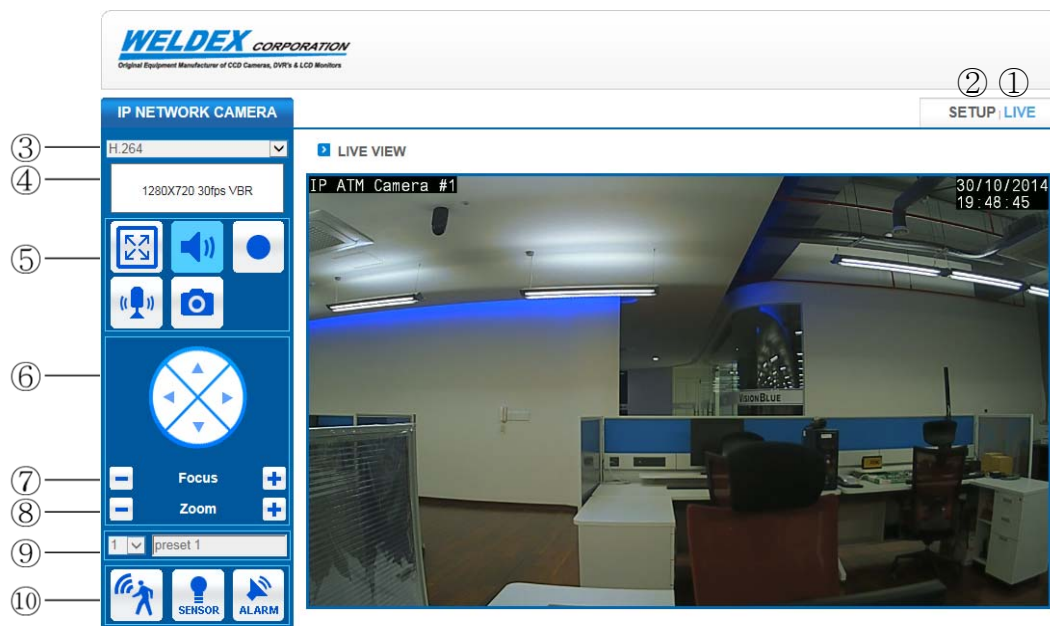 WELDEX CORPORATION
Original Equipment Manufacturer of CCD Cameras, DVR's & LCD Monitors
② ①
IP NETWORK CAMERA
SETUP | LIVE
③ H.264
LIVE VIEW
④ 1280X720 30fps VBR
IP ATM Camera #1
30/10/2014
19:48:45
⑤
⑥
VISIONBLUE
⑦ - Focus +
⑧ - Zoom +
⑨ 1 preset 1
⑩ SENSOR ALARM